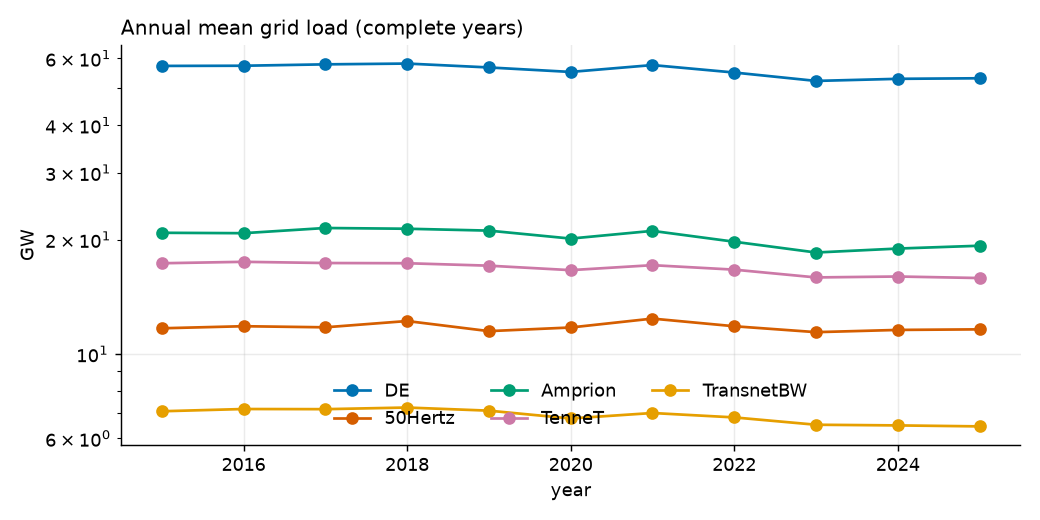 Annual mean grid load (complete years)
6 × 10¹
4 × 10¹
3 × 10¹
2 × 10¹
10¹
6 × 10⁰
GW
DE Amprion TransnetBW
50Hertz TenneT
2016 2018 2020 2022 2024
year